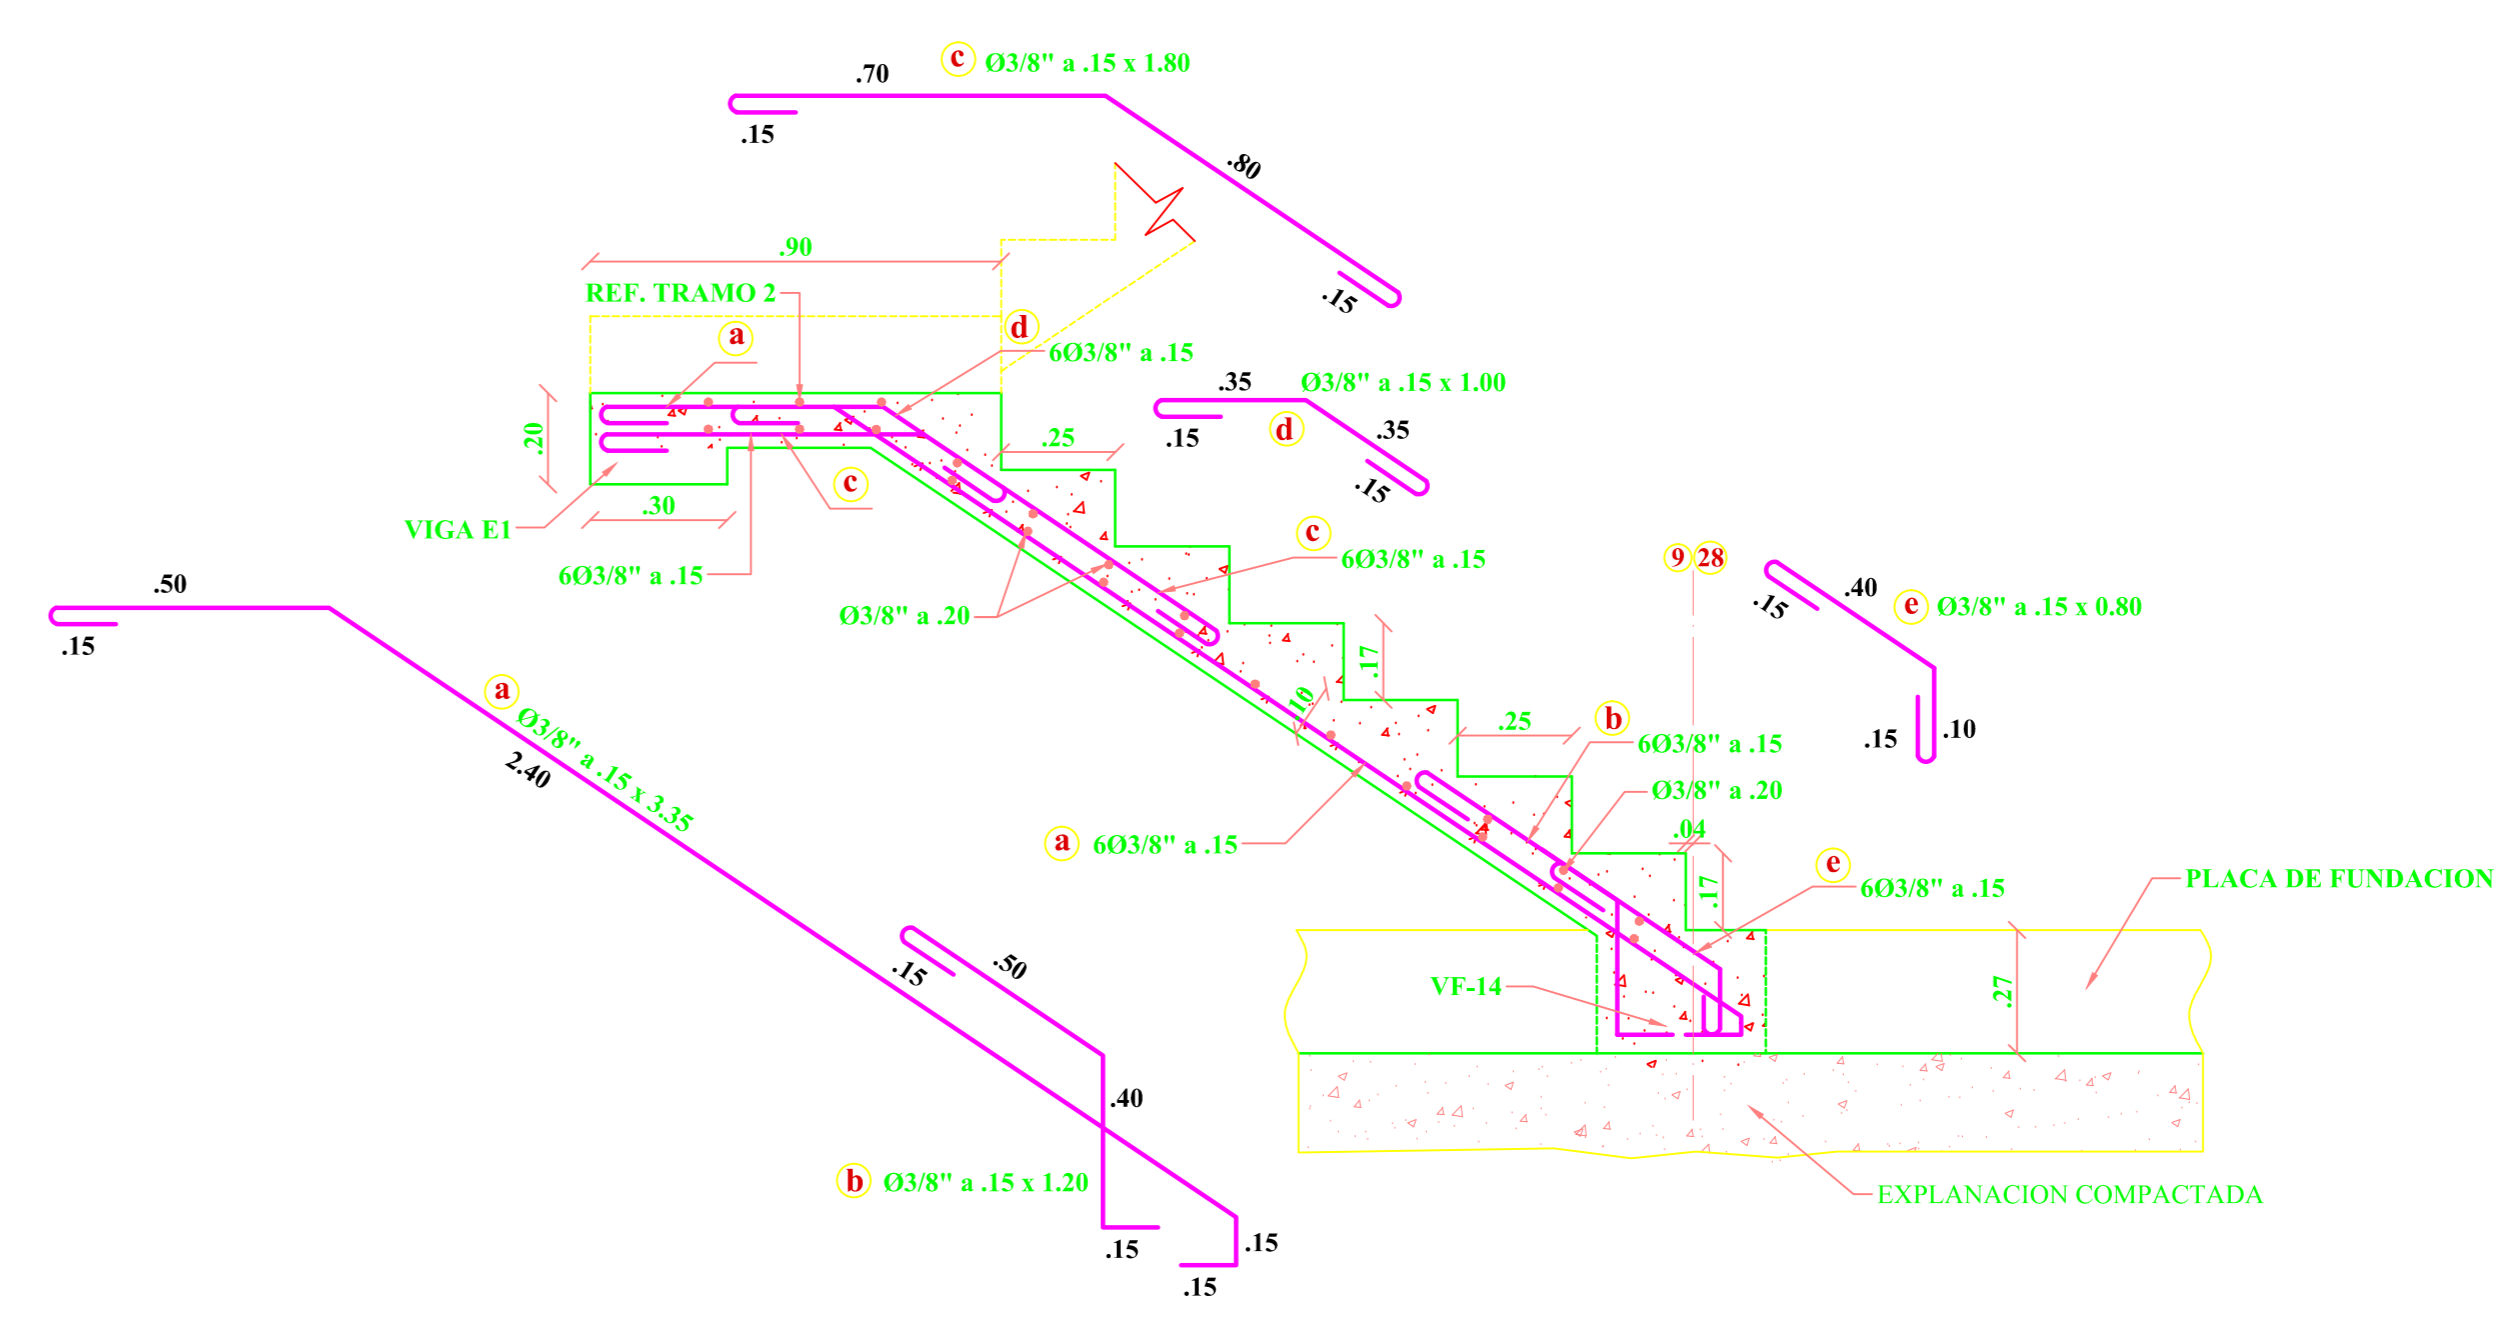 c Ø3/8" a .15 x 1.80
.70
.15
.80
.15
.90
REF. TRAMO 2
a
d
6Ø3/8" a .15
.35
Ø3/8" a .15 x 1.00
.15
d
.35
.15
.20
.25
c
.30
VIGA E1
6Ø3/8" a .15
c
6Ø3/8" a .15
Ø3/8" a .20
9 28
.50
.15
.40
.15
e Ø3/8" a .15 x 0.80
.15
.10
.17
.10
a
Ø3/8" a .15 x 3.35
2.40
b
.25
6Ø3/8" a .15
Ø3/8" a .20
.04
a 6Ø3/8" a .15
.17
e
6Ø3/8" a .15
PLACA DE FUNDACION
.50
.15
VF-14
.27
.40
b Ø3/8" a .15 x 1.20
EXPLANACION COMPACTADA
.15
.15
.15